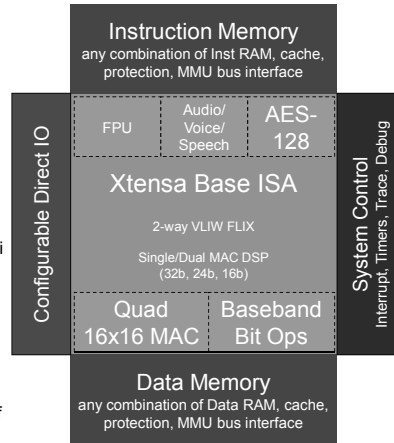 Instruction Memory
any combination of Inst RAM, cache,
protection, MMU bus interface
Configurable Direct IO
FPU
Audio/
Voice/
Speech
AES-
128
Xtensa Base ISA
2-way VLIW FLIX
Single/Dual MAC DSP
(32b, 24b, 16b)
Quad
16x16 MAC
Baseband
Bit Ops
System Control
Interrupt, Timers, Trace, Debug
Data Memory
any combination of Data RAM, cache,
protection, MMU bus interface
i